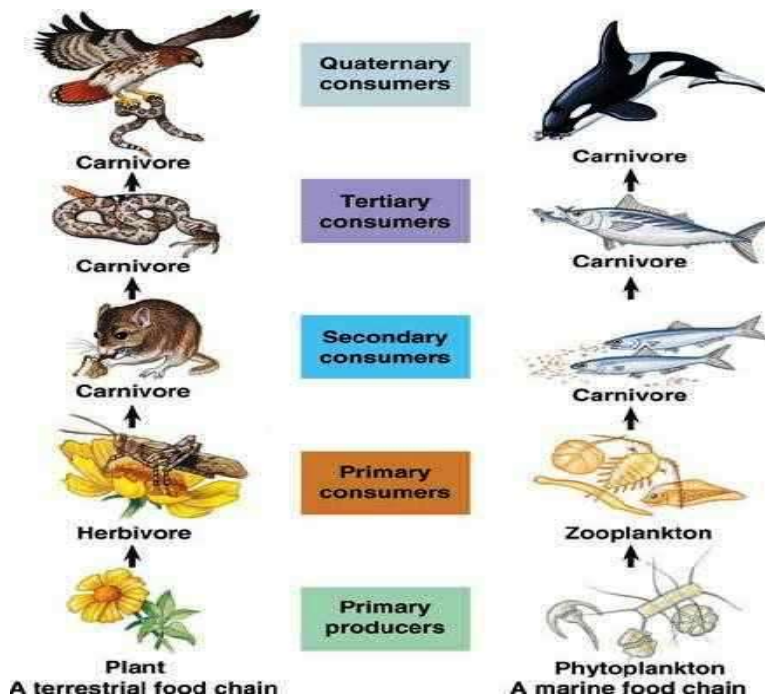 Quaternary
consumers
Carnivore
Carnivore
Tertiary
consumers
Carnivore
Carnivore
Secondary
consumers
Carnivore
Carnivore
Primary
consumers
Herbivore
Zooplankton
Primary
producers
Plant
Phytoplankton
A terrestrial food chain
A marine food chain